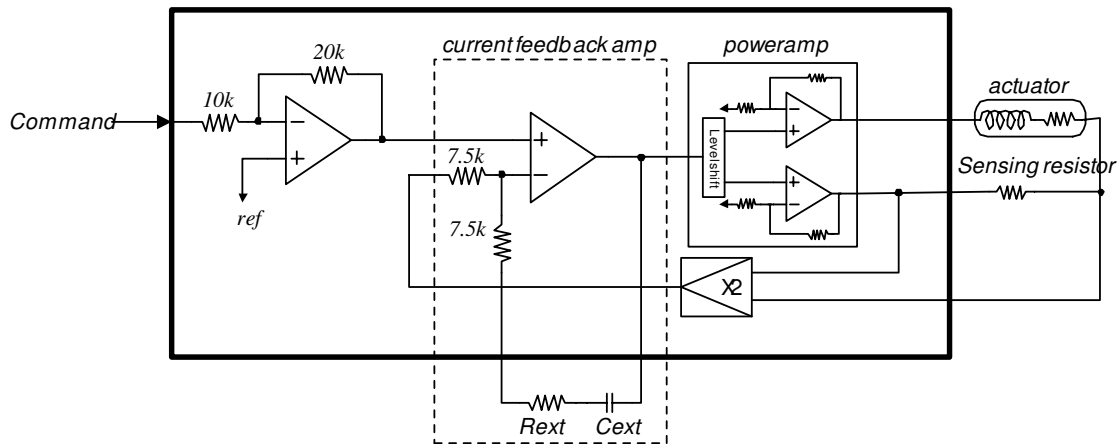 current feedback amp
poweramp
20k
actuator
10k
Command
Levelshift
7.5k
Sensing resistor
ref
7.5k
X2
Rext
Cext